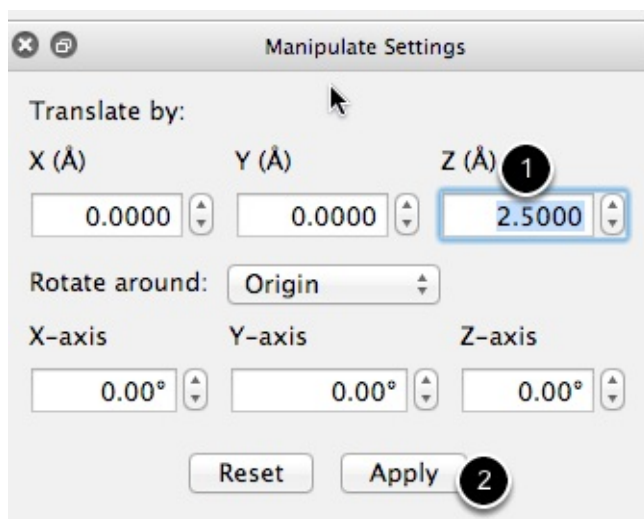 Manipulate Settings
Translate by:
X (Å) Y (Å) Z (Å) 1
0.0000 0.0000 2.5000
Rotate around: Origin
X-axis Y-axis Z-axis
0.00° 0.00° 0.00°
Reset Apply 2